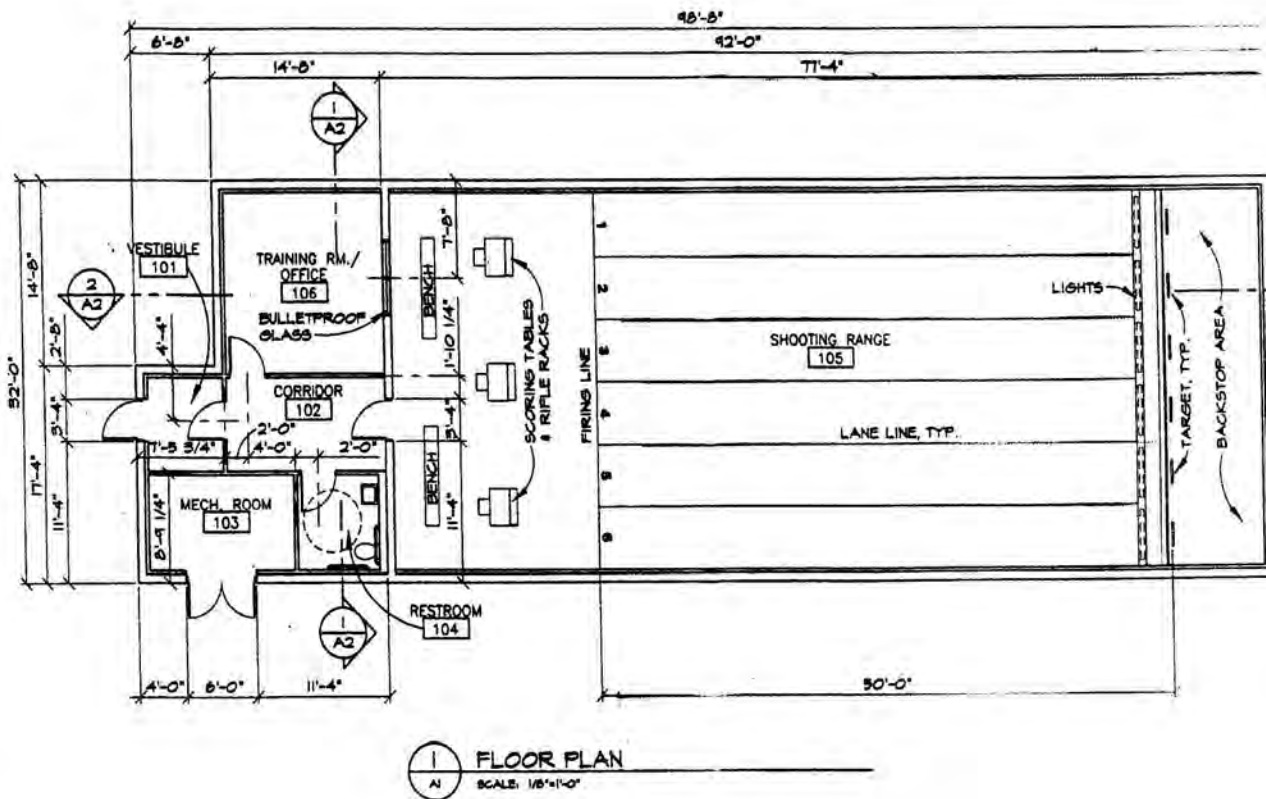 98'-8"
6'-8"
92'-0"
14'-8"
77'-4"
1
A2
VESTIBULE
101
2
A2
TRAINING RM./
OFFICE
106
BULLETPROOF
GLASS
BENCH
7'-8"
1'-10 1/4"
SCORING TABLES
& RIFLE RACKS
FIRING LINE
1
2
3
4
5
6
LIGHTS
SHOOTING RANGE
105
LANE LINE, TYP.
TARGET, TYP.
BACKSTOP AREA
32'-0"
14'-8"
2'-8"
4'-4"
3'-4"
17'-4"
11'-4"
CORRIDOR
102
2'-0"
7'-5 3/4"
4'-0"
2'-0"
3'-4"
BENCH
11'-4"
MECH. ROOM
103
8'-9 1/4"
RESTROOM
104
1
A2
4'-0"
6'-0"
11'-4"
50'-0"
1
A1
FLOOR PLAN
SCALE: 1/8"=1'-0"